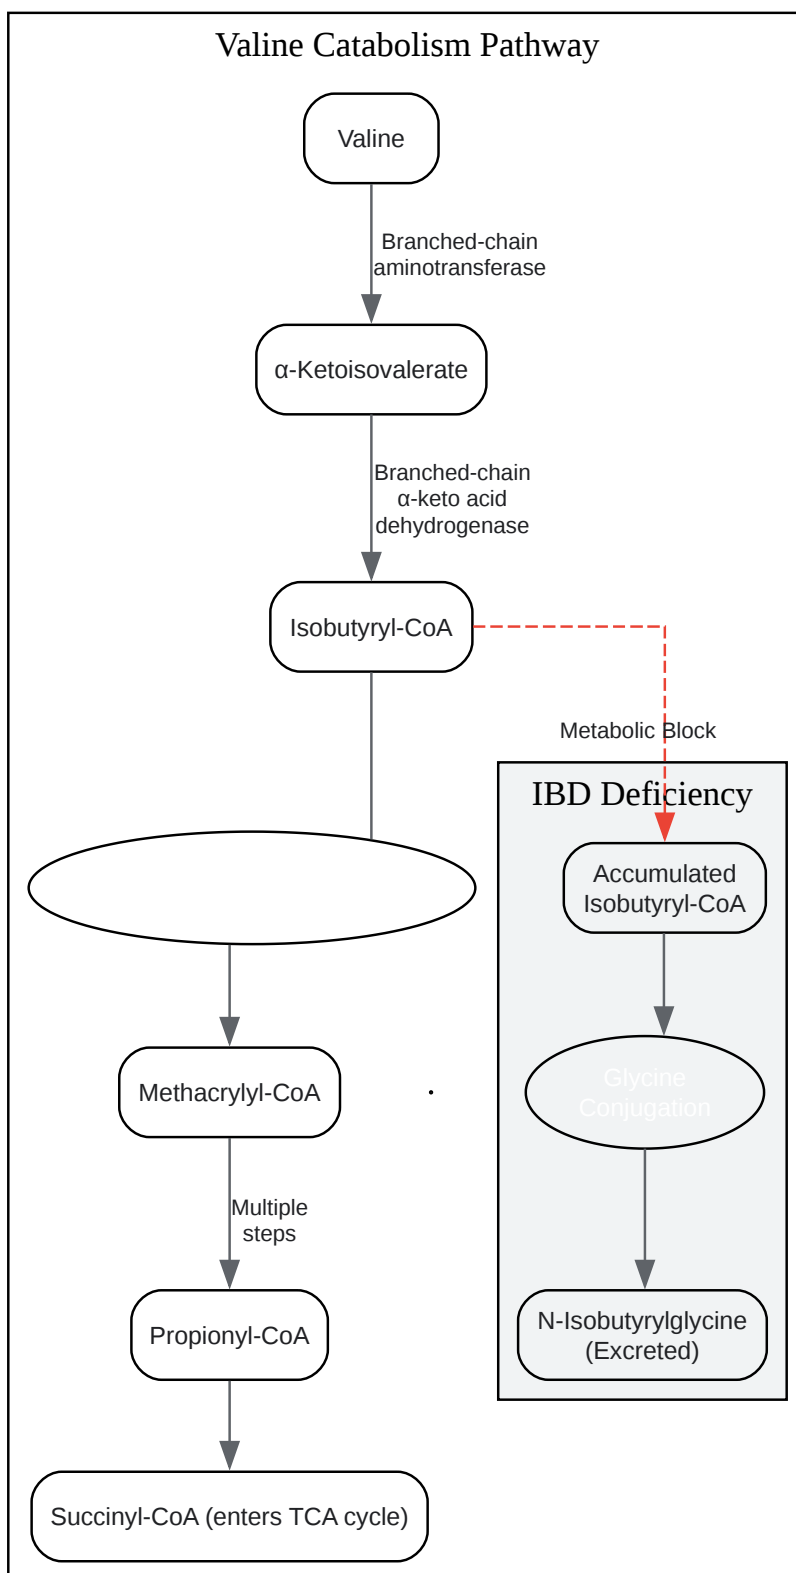 Valine Catabolism Pathway
Valine
Branched-chain
aminotransferase
α-Ketoisovalerate
Branched-chain
α-keto acid
dehydrogenase
Isobutyryl-CoA
Metabolic Block
IBD Deficiency
Accumulated
Isobutyryl-CoA
Methacrylyl-CoA
Glycine
Conjugation
Multiple
steps
Propionyl-CoA
N-Isobutyrylglycine
(Excreted)
Succinyl-CoA (enters TCA cycle)